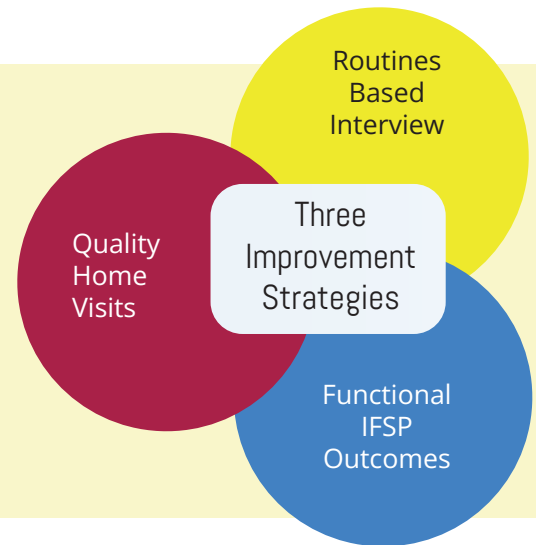 Routines
Based
Interview
Three
Improvement
Strategies
Quality
Home
Visits
Functional
IFSP
Outcomes